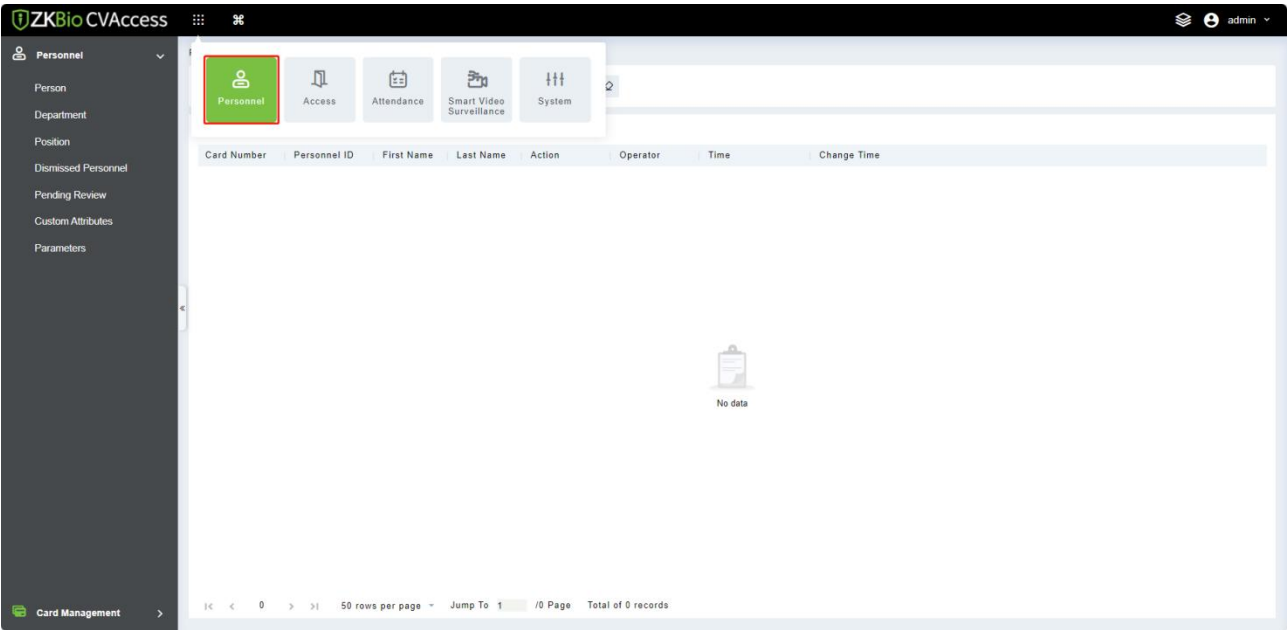 ZKBio CVAccess
admin
Personnel
Person
Department
Position
Dismissed Personnel
Pending Review
Custom Attributes
Parameters
Card Management
Personnel
Access
Attendance
Smart Video
Surveillance
System
Card Number Personnel ID First Name Last Name Action Operator Time Change Time
No data
0 50 rows per page Jump To 1 /0 Page Total of 0 records